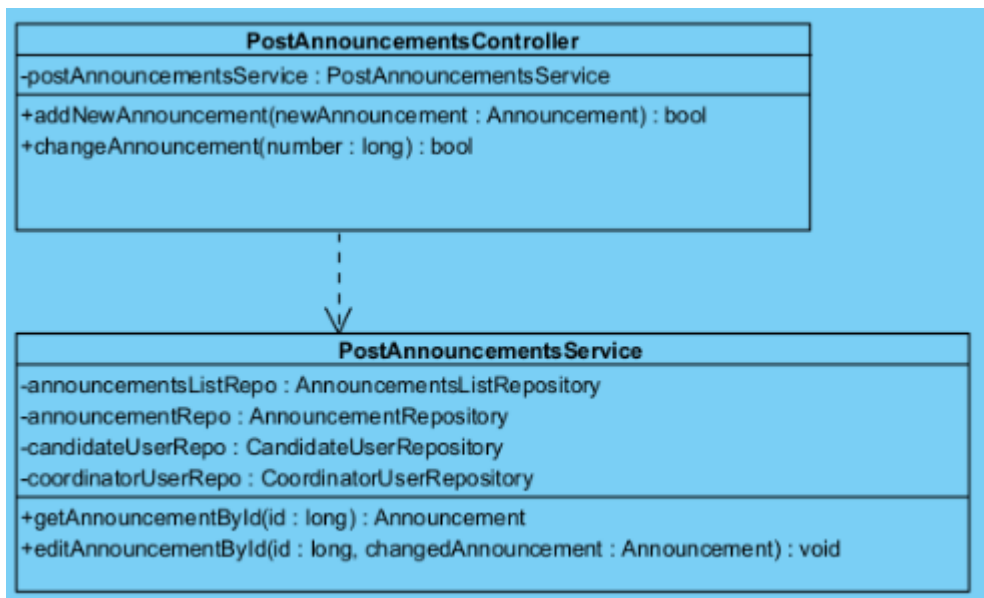 PostAnnouncementsController
-postAnnouncementsService : PostAnnouncementsService
+addNewAnnouncement(newAnnouncement : Announcement) : bool
+changeAnnouncement(number : long) : bool
PostAnnouncementsService
-announcementsListRepo : AnnouncementsListRepository
-announcementRepo : AnnouncementRepository
-candidateUserRepo : CandidateUserRepository
-coordinatorUserRepo : CoordinatorUserRepository
+getAnnouncementById(id : long) : Announcement
+editAnnouncementById(id : long, changedAnnouncement : Announcement) : void